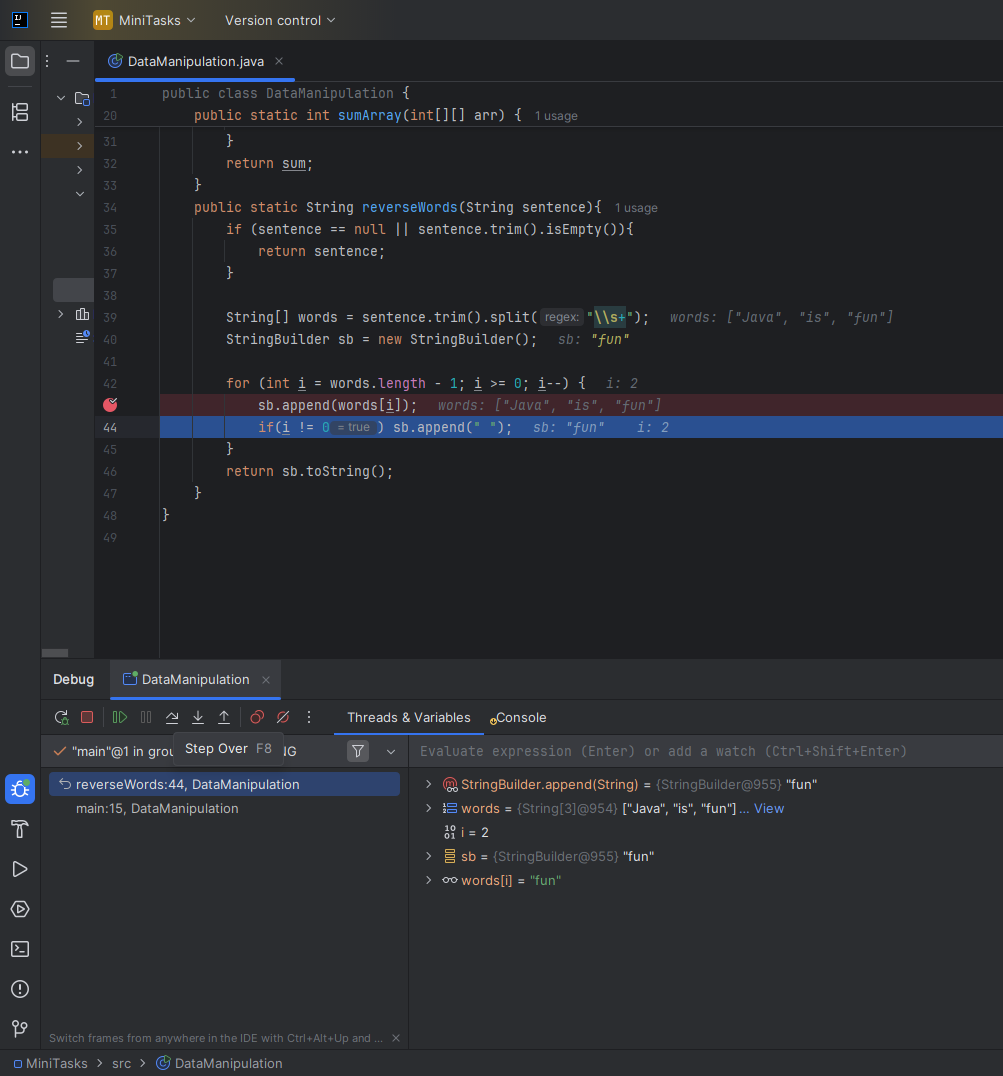 MT MiniTasks Version control
DataManipulation.java
1 public class DataManipulation {
20 public static int sumArray(int[][] arr) { 1 usage
31 }
32 return sum;
33 }
34 public static String reverseWords(String sentence){ 1 usage
35 if (sentence == null || sentence.trim().isEmpty()){
36 return sentence;
37 }
38
39 String[] words = sentence.trim().split( regex: "\\s+"); words: ["Java", "is", "fun"]
40 StringBuilder sb = new StringBuilder(); sb: "fun"
41
42 for (int i = words.length - 1; i >= 0; i--) { i: 2
sb.append(words[i]); words: ["Java", "is", "fun"]
44 if(i != 0 = true ) sb.append(" "); sb: "fun" i: 2
45 }
46 return sb.toString();
47 }
48 }
49
Debug DataManipulation
Threads & Variables Console
"main"@1 in grou NG
Step Over F8
Evaluate expression (Enter) or add a watch (Ctrl+Shift+Enter)
reverseWords:44, DataManipulation
main:15, DataManipulation
StringBuilder.append(String) = {StringBuilder@955} "fun"
words = {String[3]@954} ["Java", "is", "fun"] ... View
i = 2
sb = {StringBuilder@955} "fun"
words[i] = "fun"
Switch frames from anywhere in the IDE with Ctrl+Alt+Up and ...
MiniTasks > src > DataManipulation